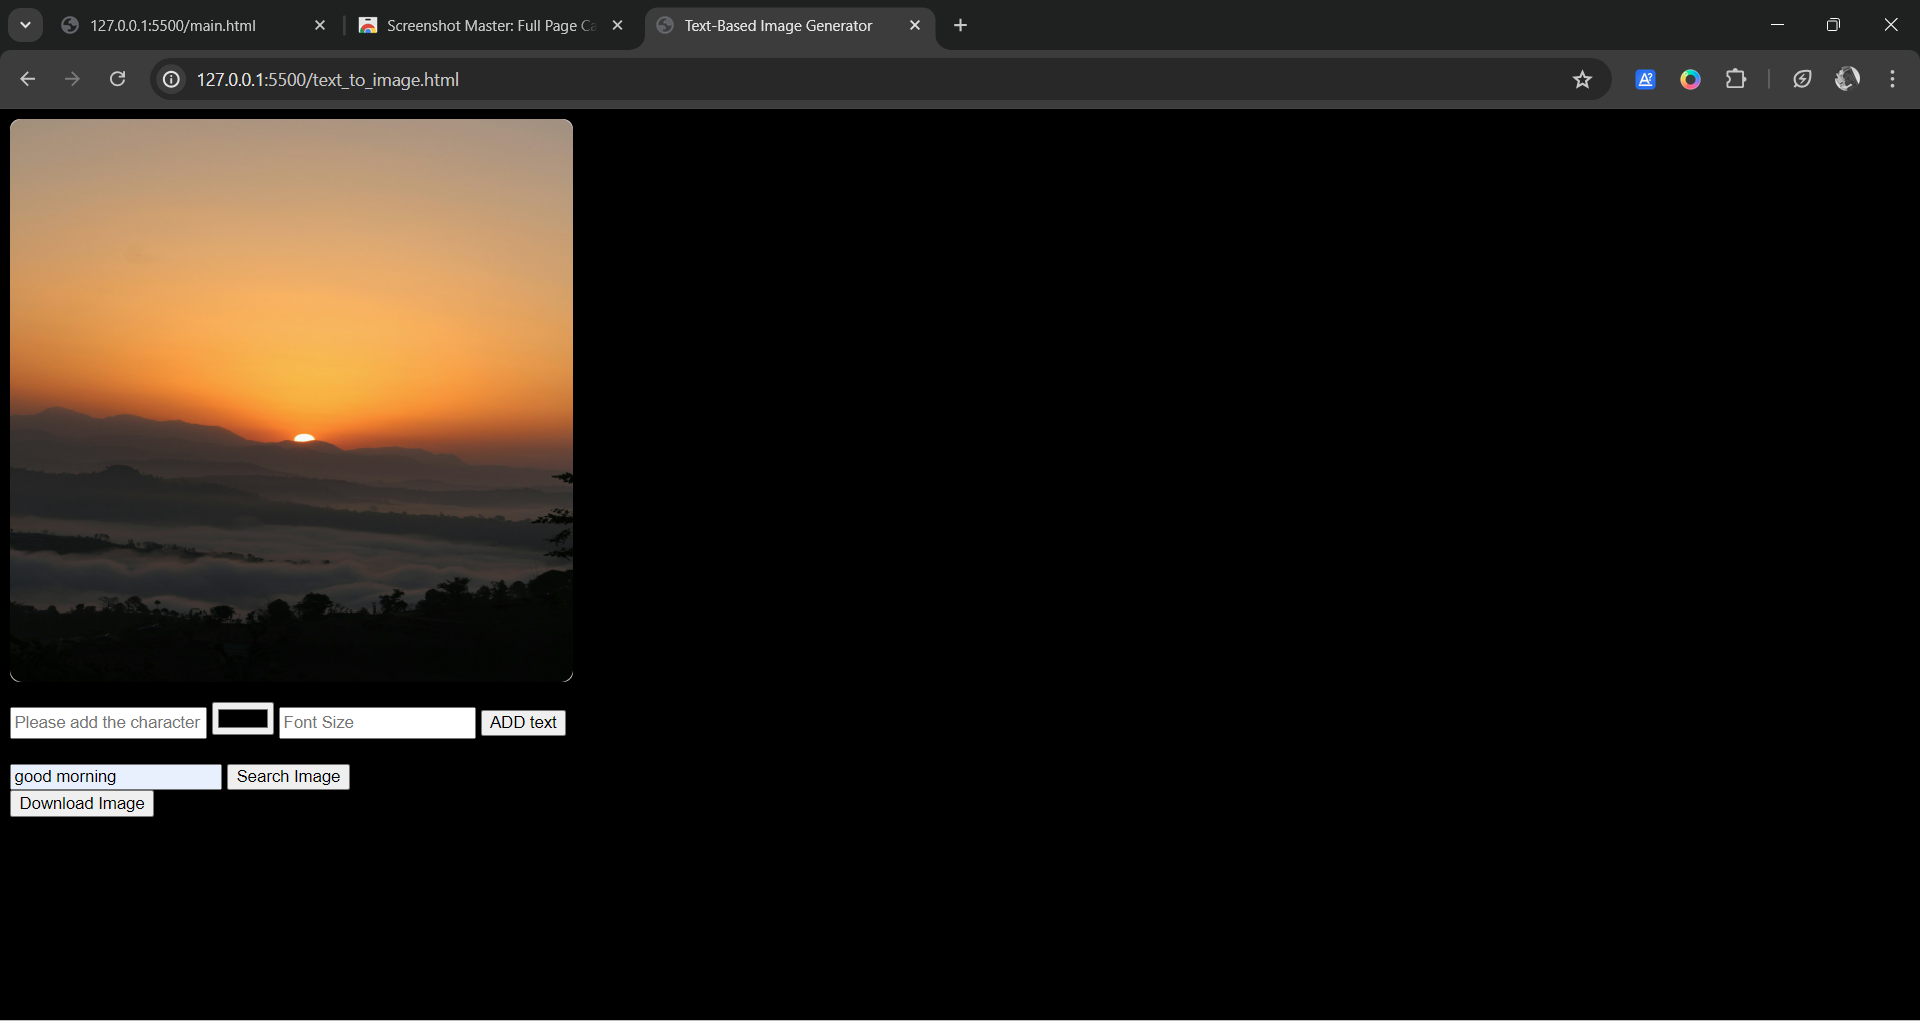 127.0.0.1:5500/main.html
Screenshot Master: Full Page Ca
Text-Based Image Generator
127.0.0.1:5500/text_to_image.html
Please add the character
Font Size
ADD text
good morning
Search Image
Download Image